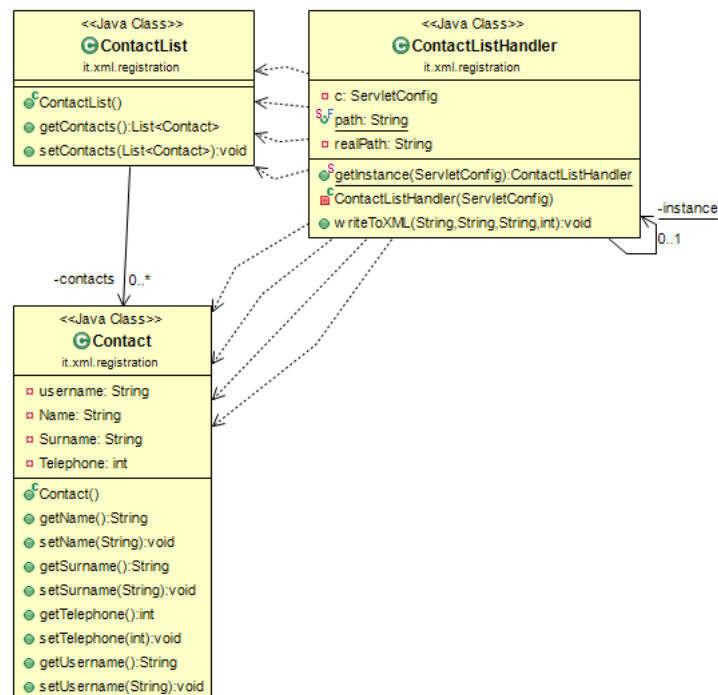 <<Java Class>>
ContactList
it.xml.registration
ContactList()
getContacts():List<Contact>
setContacts(List<Contact>):void
<<Java Class>>
ContactListHandler
it.xml.registration
c: ServletConfig
path: String
realPath: String
getInstance(ServletConfig):ContactListHandler
ContactListHandler(ServletConfig)
writeToXML(String,String,String,int):void
-instance
0..1
-contacts
0..*
<<Java Class>>
Contact
it.xml.registration
username: String
Name: String
Surname: String
Telephone: int
Contact()
getName():String
setName(String):void
getSurname():String
setSurname(String):void
getTelephone():int
setTelephone(int):void
getUsername():String
setUsername(String):void